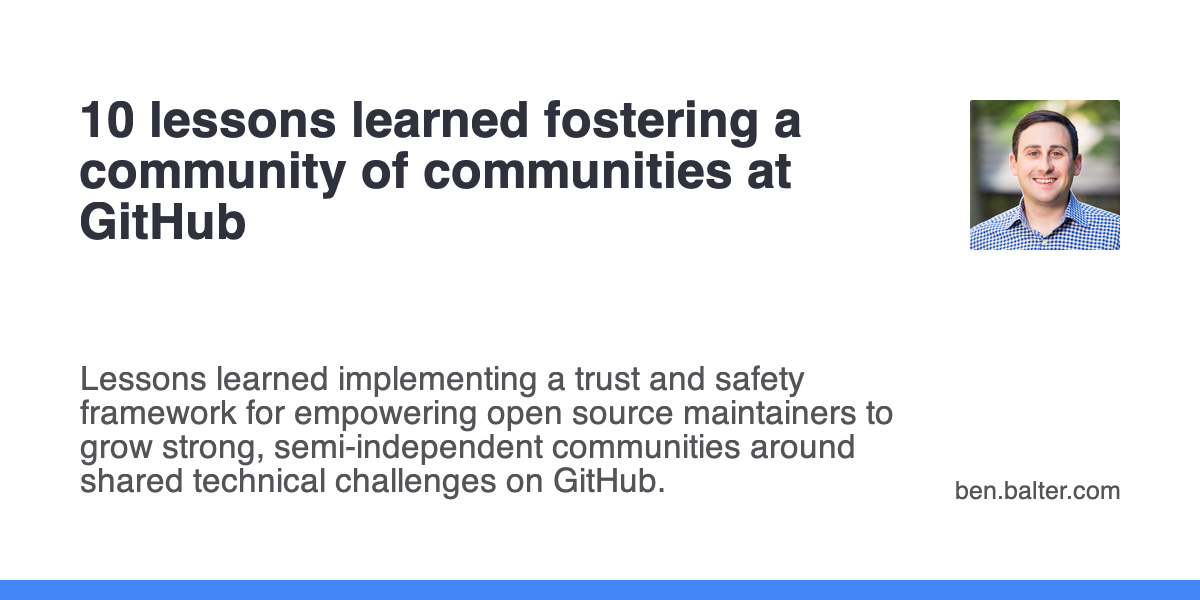 10 lessons learned fostering a
community of communities at
GitHub
Lessons learned implementing a trust and safety
framework for empowering open source maintainers to
grow strong, semi-independent communities around
shared technical challenges on GitHub.
ben.balter.com